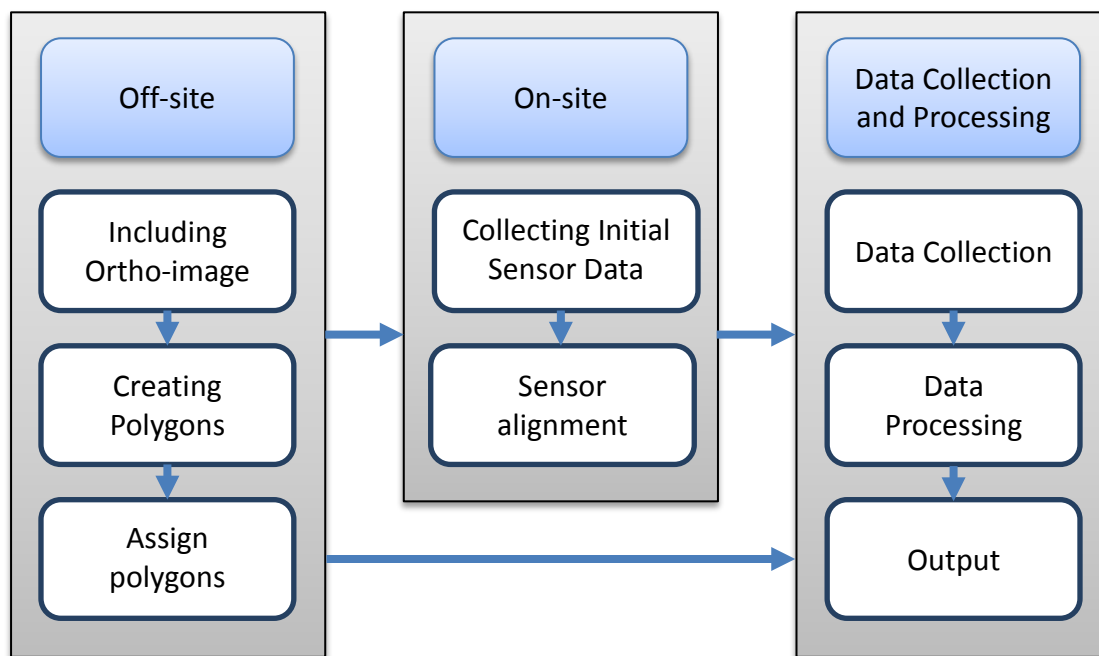 Off-site
Including
Ortho-image
Creating
Polygons
Assign
polygons
On-site
Collecting Initial
Sensor Data
Sensor
alignment
Data Collection
and Processing
Data Collection
Data
Processing
Output